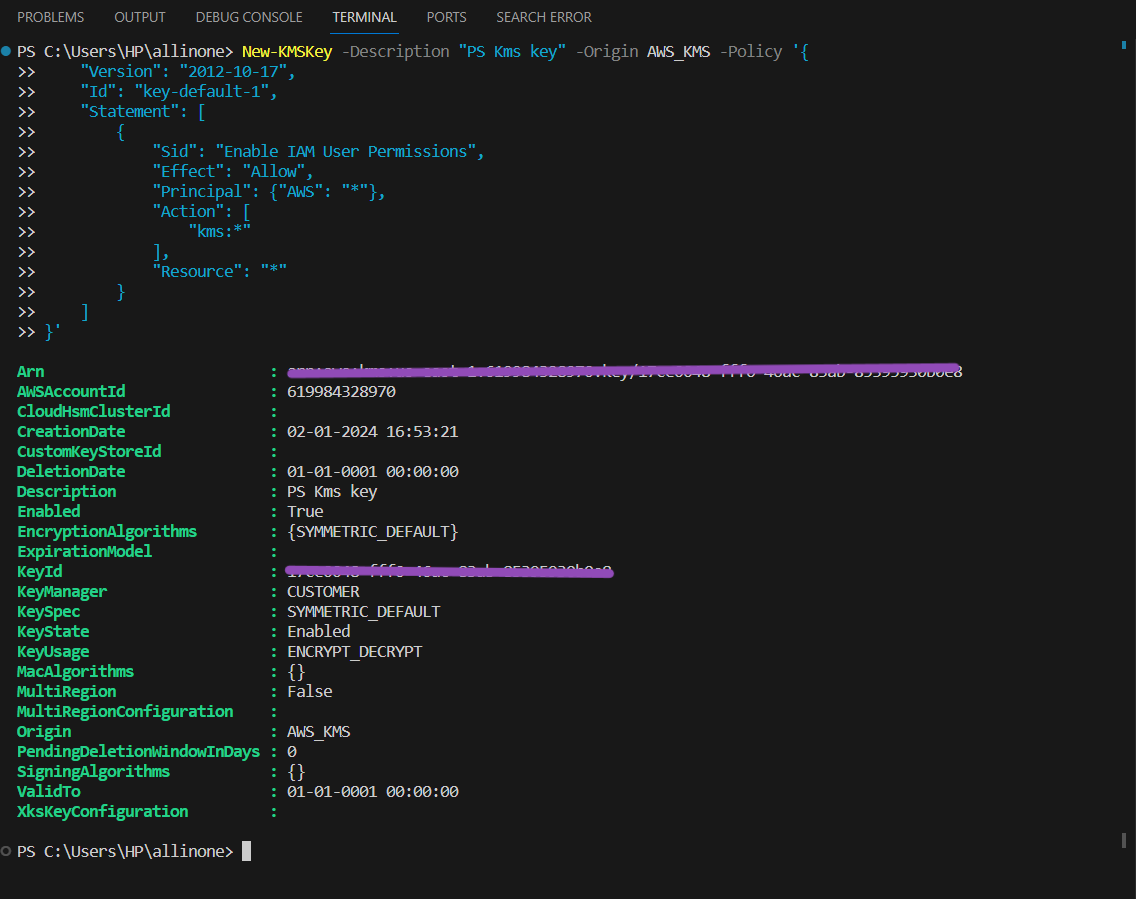 PROBLEMS OUTPUT DEBUG CONSOLE TERMINAL PORTS SEARCH ERROR
PS C:\Users\HP\allinone> New-KMSKey -Description "PS Kms key" -Origin AWS_KMS -Policy '{
>>     "Version": "2012-10-17",
>>     "Id": "key-default-1",
>>     "Statement": [
>>         {
>>             "Sid": "Enable IAM User Permissions",
>>             "Effect": "Allow",
>>             "Principal": {"AWS": "*"},
>>             "Action": [
>>                 "kms:*"
>>             ],
>>             "Resource": "*"
>>         }
>>     ]
>> }'
Arn                        :
AWSAccountId               : 619984328970
CloudHsmClusterId          :
CreationDate               : 02-01-2024 16:53:21
CustomKeyStoreId           :
DeletionDate               : 01-01-0001 00:00:00
Description                : PS Kms key
Enabled                    : True
EncryptionAlgorithms       : {SYMMETRIC_DEFAULT}
ExpirationModel            :
KeyId                      :
KeyManager                 : CUSTOMER
KeySpec                    : SYMMETRIC_DEFAULT
KeyState                   : Enabled
KeyUsage                   : ENCRYPT_DECRYPT
MacAlgorithms              : {}
MultiRegion                : False
MultiRegionConfiguration   :
Origin                     : AWS_KMS
PendingDeletionWindowInDays : 0
SigningAlgorithms          : {}
ValidTo                    : 01-01-0001 00:00:00
XksKeyConfiguration        :
PS C:\Users\HP\allinone>